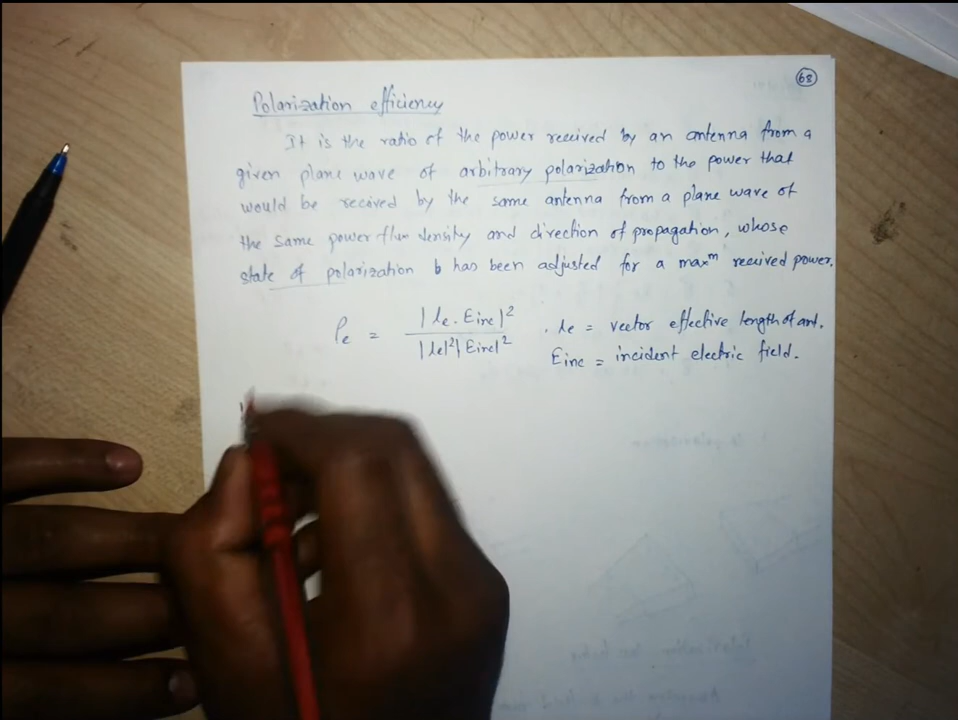 68
Polarization efficiency
It is the ratio of the power received by an antenna from a
given plane wave of arbitrary polarization to the power that
would be recived by the same antenna from a plane wave of
the same power flux density and direction of propagation, whose
state of polarization b has been adjusted for a max^m received power.
Pe = |le . Einc|² / |le|²|Einc|² . le = vector effective length of ant.
Einc = incident electric field.